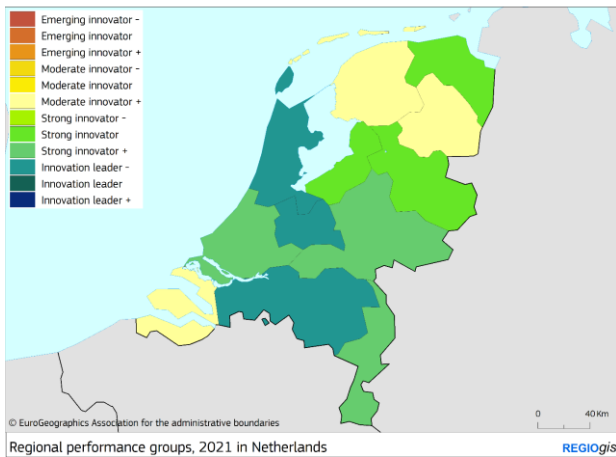 Emerging innovator -
Emerging innovator
Emerging innovator +
Moderate innovator -
Moderate innovator
Moderate innovator +
Strong innovator -
Strong innovator
Strong innovator +
Innovation leader -
Innovation leader
Innovation leader +
© EuroGeographics Association for the administrative boundaries
0 40 Km
Regional performance groups, 2021 in Netherlands
REGIOgis